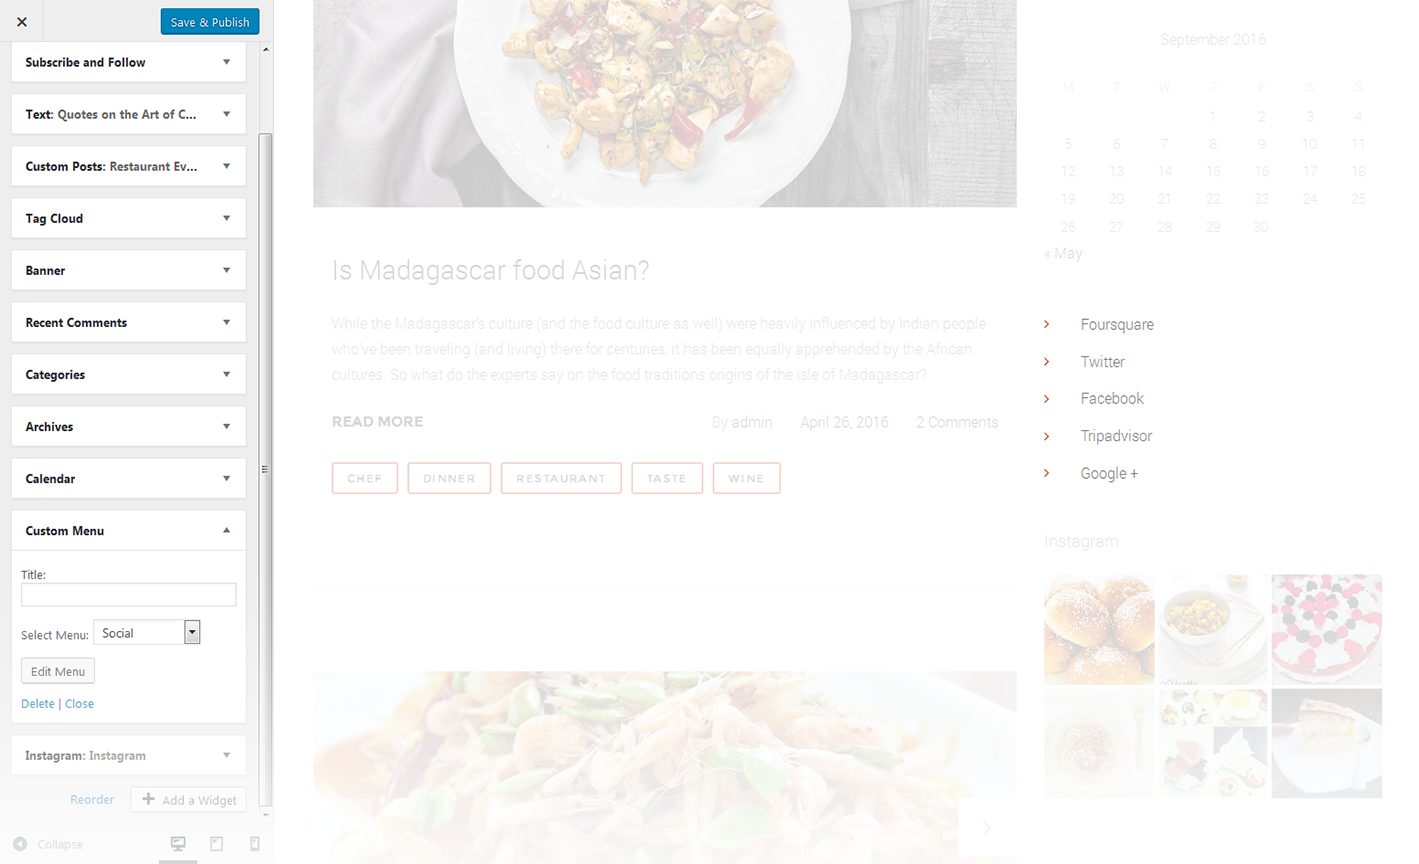 Save & Publish
Subscribe and Follow
Text: Quotes on the Art of C...
Custom Posts: Restaurant Ev...
Tag Cloud
Banner
Recent Comments
Categories
Archives
Calendar
Custom Menu
Title:
Select Menu: Social
Edit Menu
Delete | Close
Instagram: Instagram
Reorder
Add a Widget
Collapse
Is Madagascar food Asian?
While the Madagascar's culture (and the food culture as well) were heavily influenced by Indian people
who've been traveling (and living) there for centuries, it has been equally apprehended by the African
cultures. So what do the experts say on the food traditions origins of the isle of Madagascar?
READ MORE By admin April 26, 2016 2 Comments
CHEF DINNER RESTAURANT TASTE WINE
September 2016
M T W T F S S
1 2 3 4
5 6 7 8 9 10 11
12 13 14 15 16 17 18
19 20 21 22 23 24 25
26 27 28 29 30
« May
Foursquare
Twitter
Facebook
Tripadvisor
Google +
Instagram